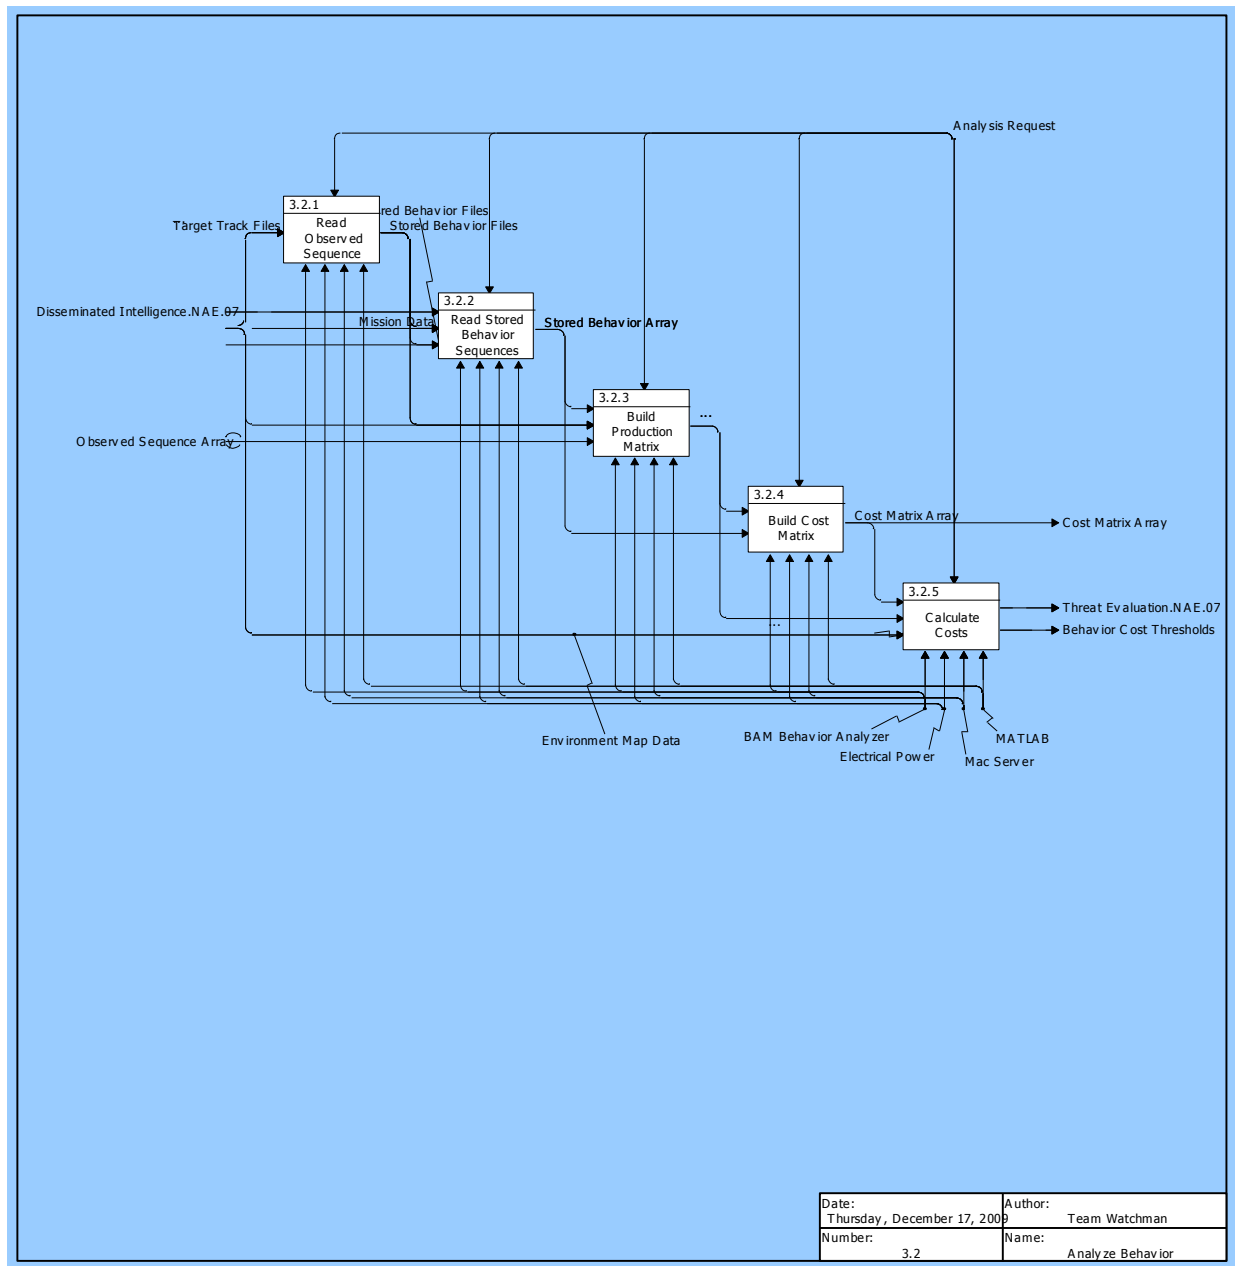 Analysis Request
3.2.1
Read
Observed
Sequence
red Behavior Files
Target Track Files
Stored Behavior Files
3.2.2
Read Stored
Behavior
Sequences
Disseminated Intelligence.NAE.07
Mission Data
Stored Behavior Array
3.2.3
Build
Production
Matrix
...
Observed Sequence Array
3.2.4
Build Cost
Matrix
Cost Matrix Array
Cost Matrix Array
3.2.5
Calculate
Costs
...
Threat Evaluation.NAE.07
Behavior Cost Thresholds
Environment Map Data
BAM Behavior Analyzer
Electrical Power
Mac Server
MATLAB
Date:
Thursday, December 17, 2009
Author:
Team Watchman
Number:
3.2
Name:
Analyze Behavior